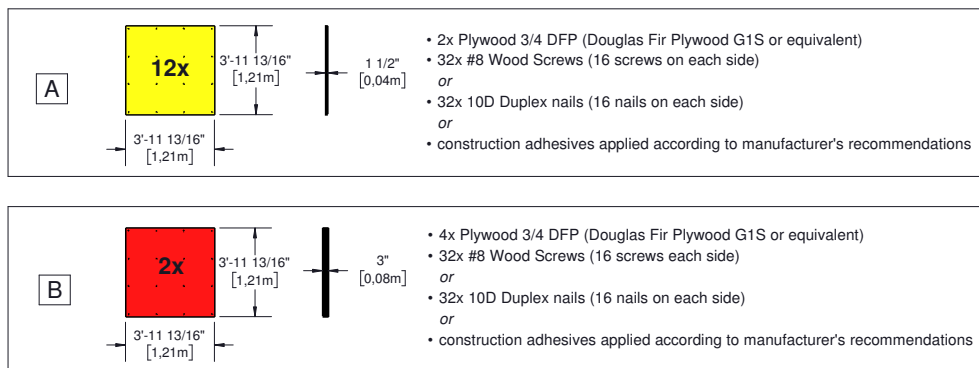 A
12x
3'-11 13/16"
[1,21m]
3'-11 13/16"
[1,21m]
1 1/2"
[0,04m]
• 2x Plywood 3/4 DFP (Douglas Fir Plywood G1S or equivalent)
• 32x #8 Wood Screws (16 screws on each side)
or
• 32x 10D Duplex nails (16 nails on each side)
or
• construction adhesives applied according to manufacturer's recommendations
B
2x
3'-11 13/16"
[1,21m]
3'-11 13/16"
[1,21m]
3"
[0,08m]
• 4x Plywood 3/4 DFP (Douglas Fir Plywood G1S or equivalent)
• 32x #8 Wood Screws (16 screws each side)
or
• 32x 10D Duplex nails (16 nails on each side)
or
• construction adhesives applied according to manufacturer's recommendations